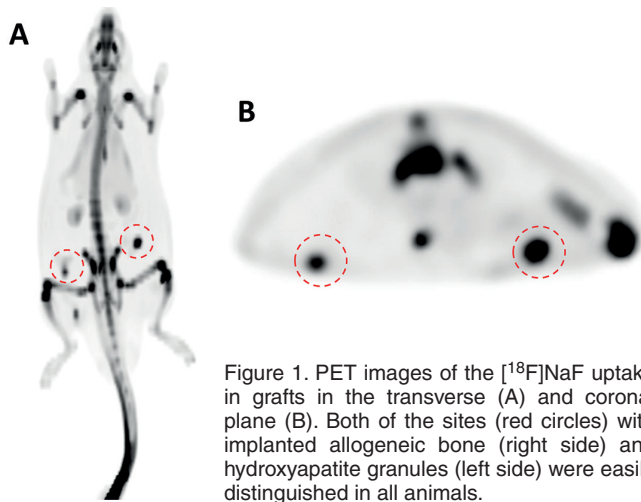 A
B
Figure 1. PET images of the [¹⁸F]NaF uptak
in grafts in the transverse (A) and corona
plane (B). Both of the sites (red circles) wit
implanted allogeneic bone (right side) an
hydroxyapatite granules (left side) were easil
distinguished in all animals.